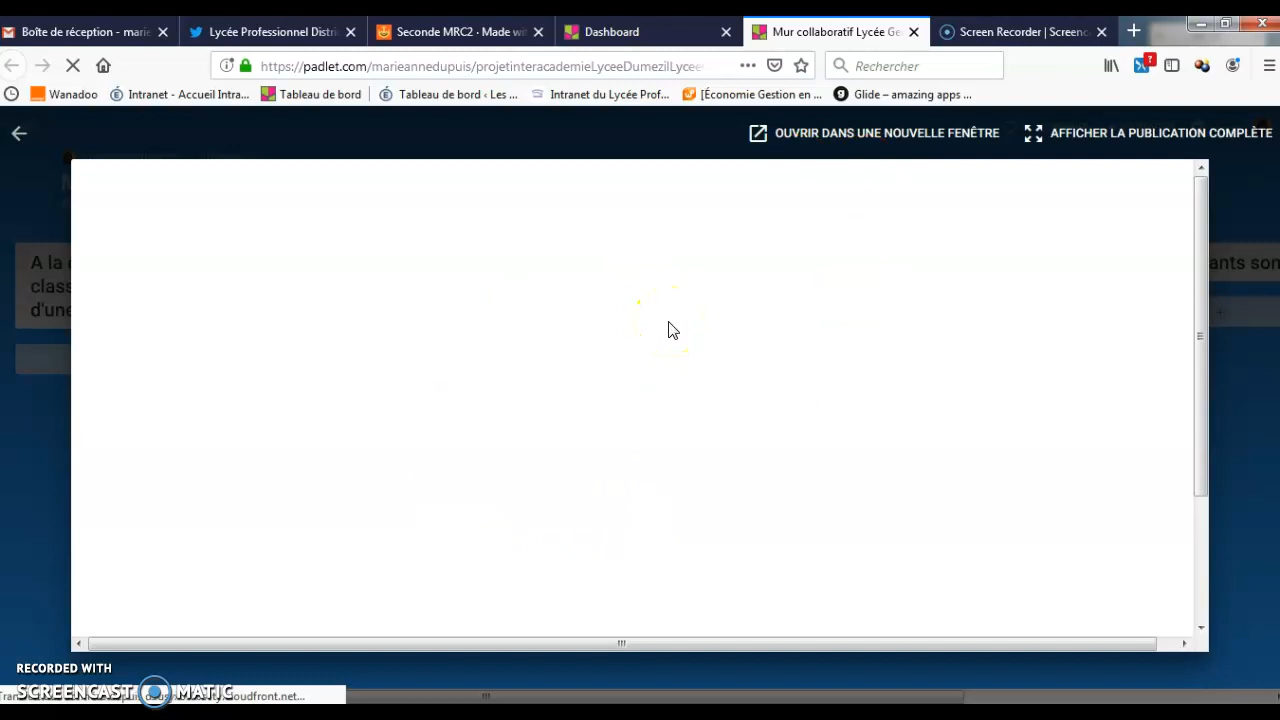 Boîte de réception - marie
Lycée Professionnel Distri
Seconde MRC2 · Made wi
Dashboard
Mur collaboratif Lycée Ge
Screen Recorder | Screenc
https://padlet.com/marieannedupuis/projetinteracademieLyceeDumezilLycee
Rechercher
Wanadoo
Intranet - Accueil Intra...
Tableau de bord
Tableau de bord ‹ Les ...
Intranet du Lycée Prof...
[Économie Gestion en ...
Glide – amazing apps ...
OUVRIR DANS UNE NOUVELLE FENÊTRE
AFFICHER LA PUBLICATION COMPLÈTE
A la
class
d'une
ants son
RECORDED WITH
SCREENCAST MATIC
cloudfront.net...